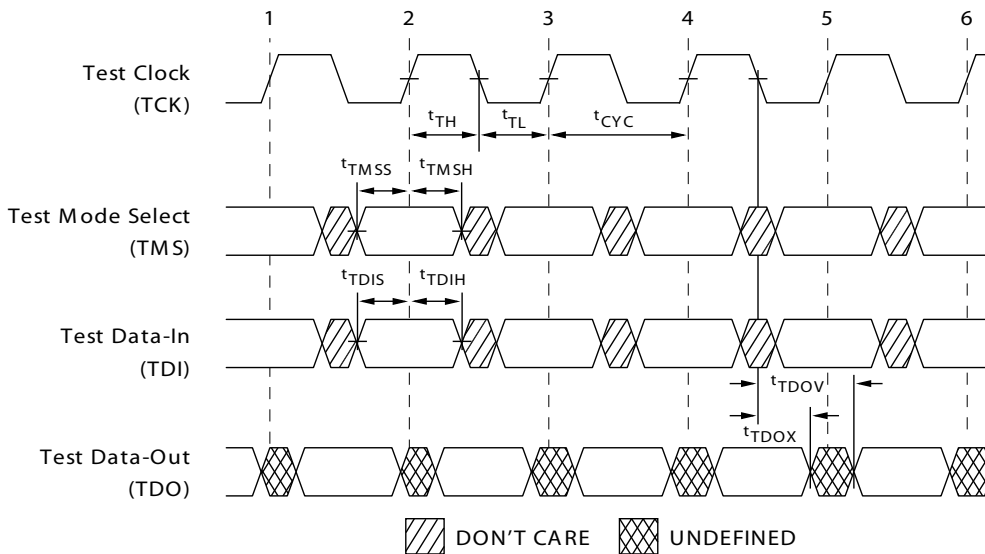 1 2 3 4 5 6
Test Clock
(TCK)
tTH tTL tCYC
tTMSS tTMSH
Test Mode Select
(TMS)
tTDIS tTDIH
Test Data-In
(TDI)
tTDOV
tTDOX
Test Data-Out
(TDO)
DON'T CARE UNDEFINED